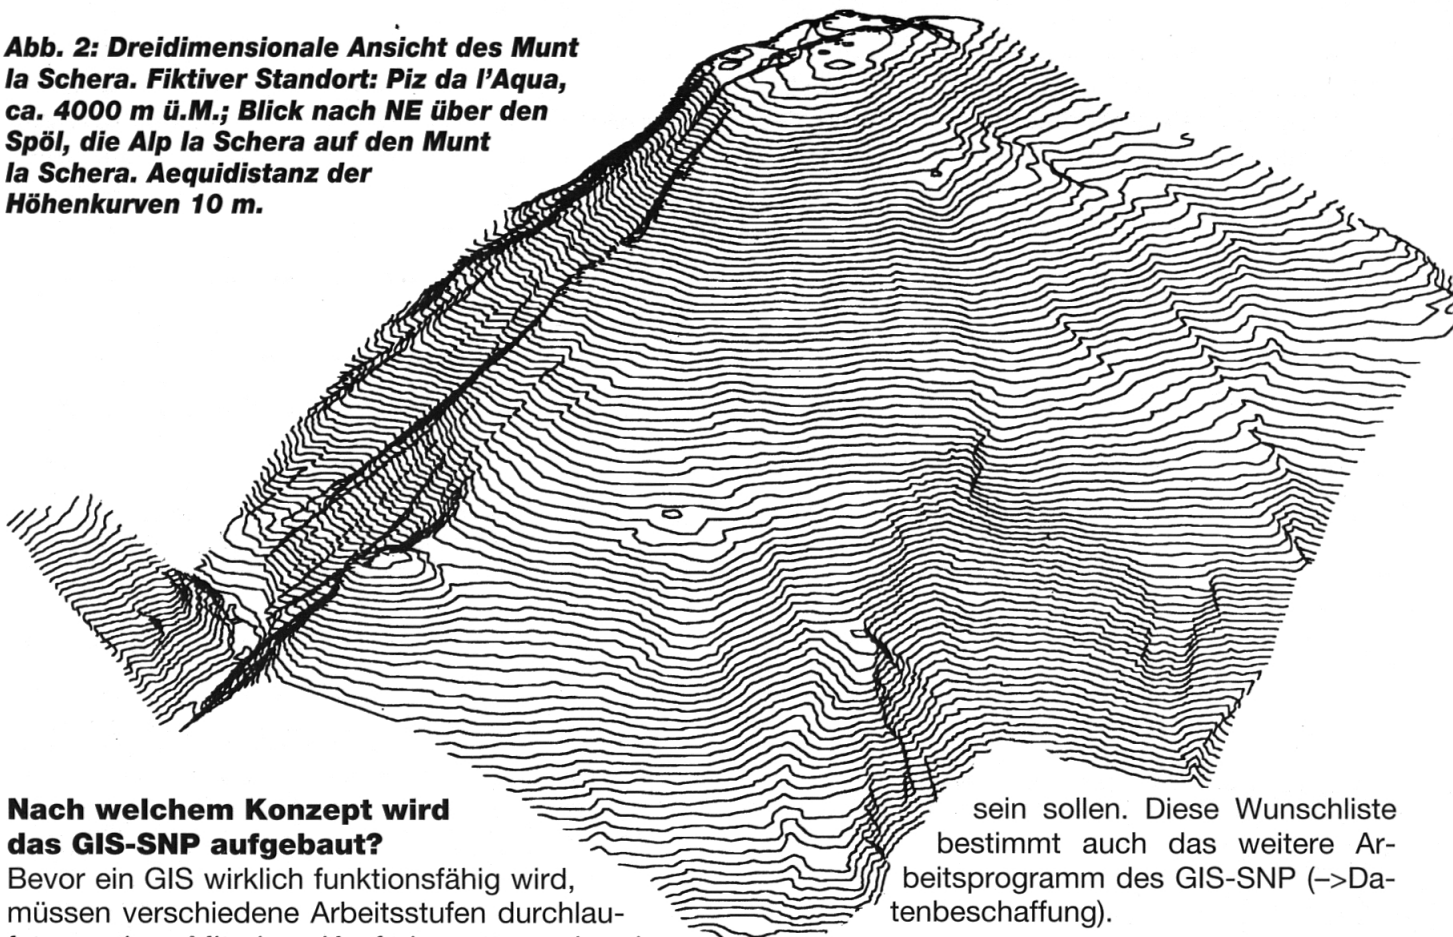 Abb. 2: Dreidimensionale Ansicht des Munt
la Schera. Fiktiver Standort: Piz da l'Aqua,
ca. 4000 m ü.M.; Blick nach NE über den
Spöl, die Alp la Schera auf den Munt
la Schera. Aequidistanz der
Höhenkurven 10 m.
Nach welchem Konzept wird
das GIS-SNP aufgebaut?
Bevor ein GIS wirklich funktionsfähig wird,
müssen verschiedene Arbeitsstufen durchlau-
sein sollen. Diese Wunschliste
bestimmt auch das weitere Ar-
beitsprogramm des GIS-SNP (–>Da-
tenbeschaffung).